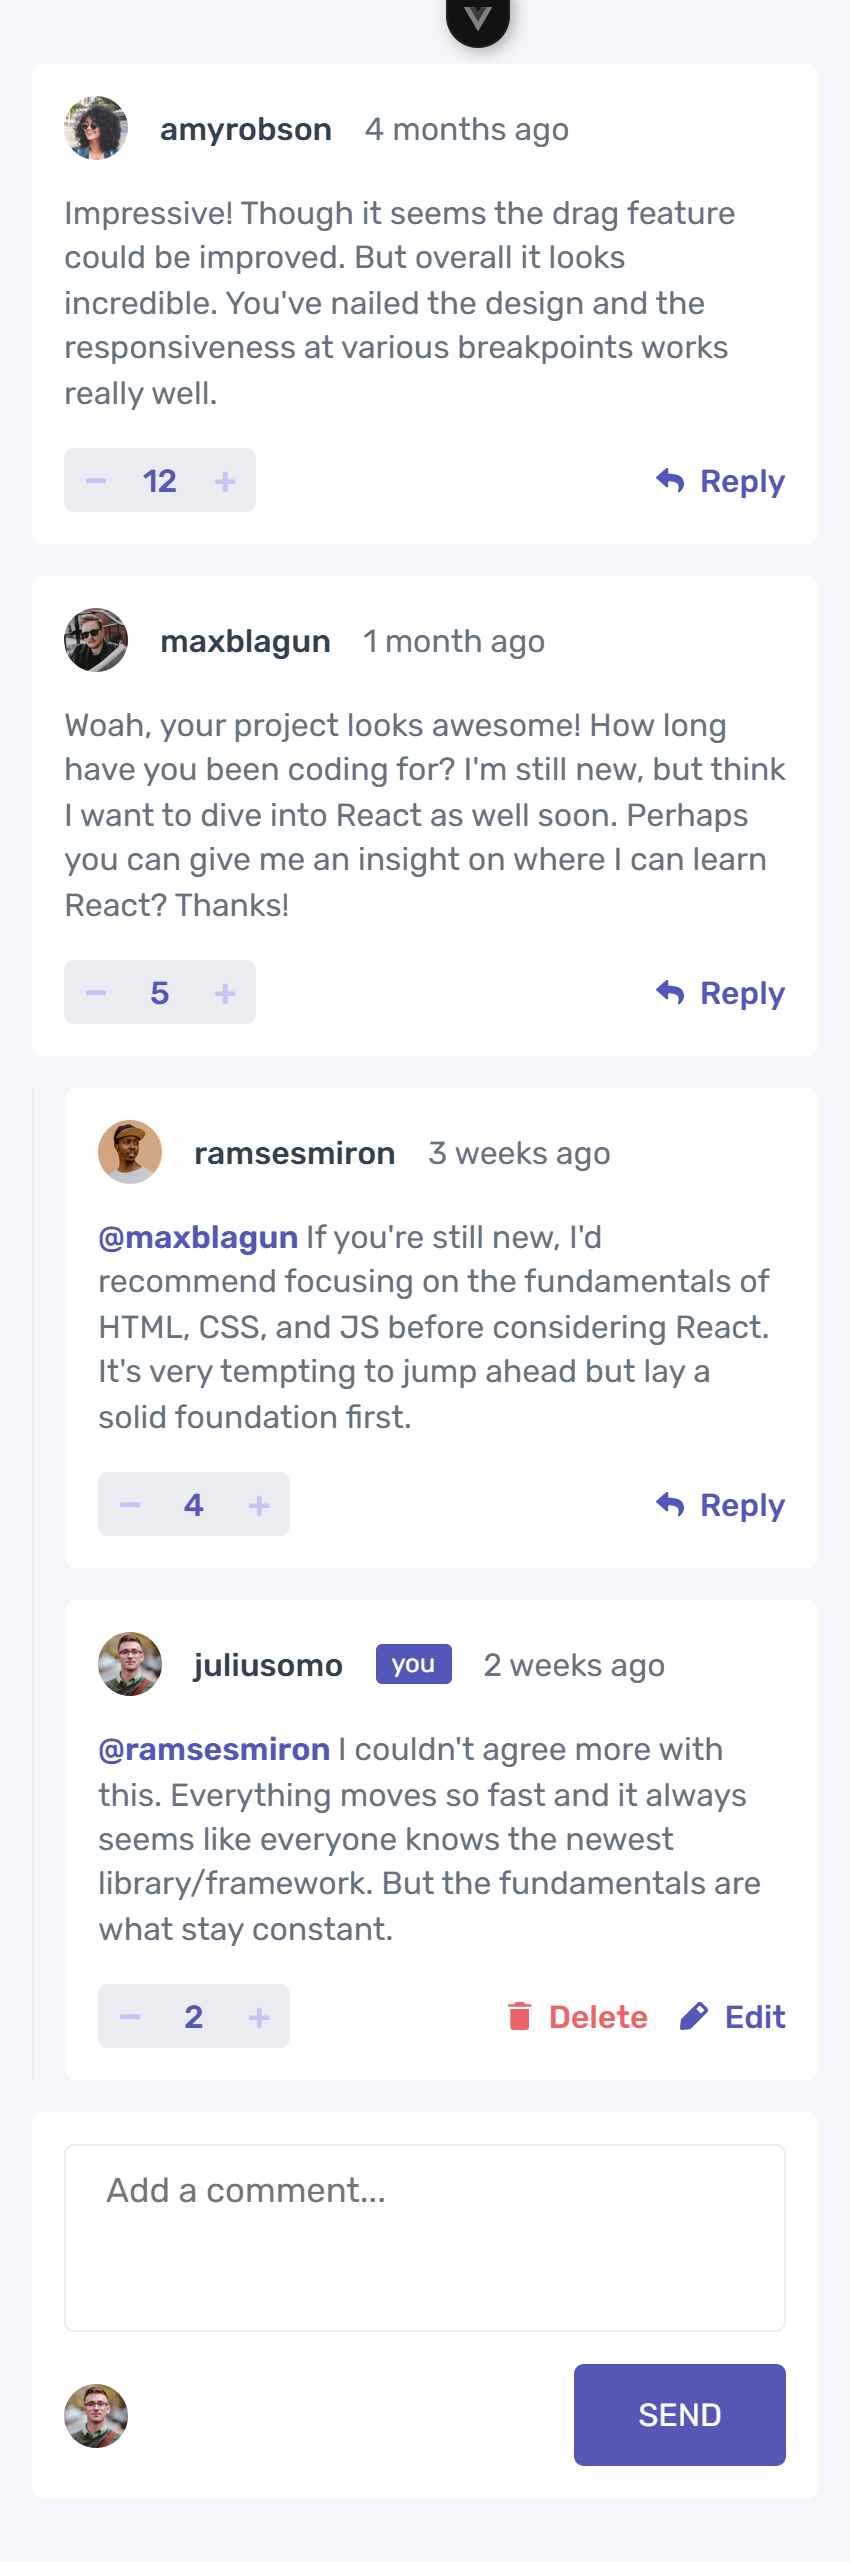 amyrobson 4 months ago
Impressive! Though it seems the drag feature
could be improved. But overall it looks
incredible. You've nailed the design and the
responsiveness at various breakpoints works
really well.
− 12 + Reply
maxblagun 1 month ago
Woah, your project looks awesome! How long
have you been coding for? I'm still new, but think
I want to dive into React as well soon. Perhaps
you can give me an insight on where I can learn
React? Thanks!
− 5 + Reply
ramsesmiron 3 weeks ago
@maxblagun If you're still new, I'd
recommend focusing on the fundamentals of
HTML, CSS, and JS before considering React.
It's very tempting to jump ahead but lay a
solid foundation first.
− 4 + Reply
juliusomo you 2 weeks ago
@ramsesmiron I couldn't agree more with
this. Everything moves so fast and it always
seems like everyone knows the newest
library/framework. But the fundamentals are
what stay constant.
− 2 + Delete Edit
Add a comment...
SEND